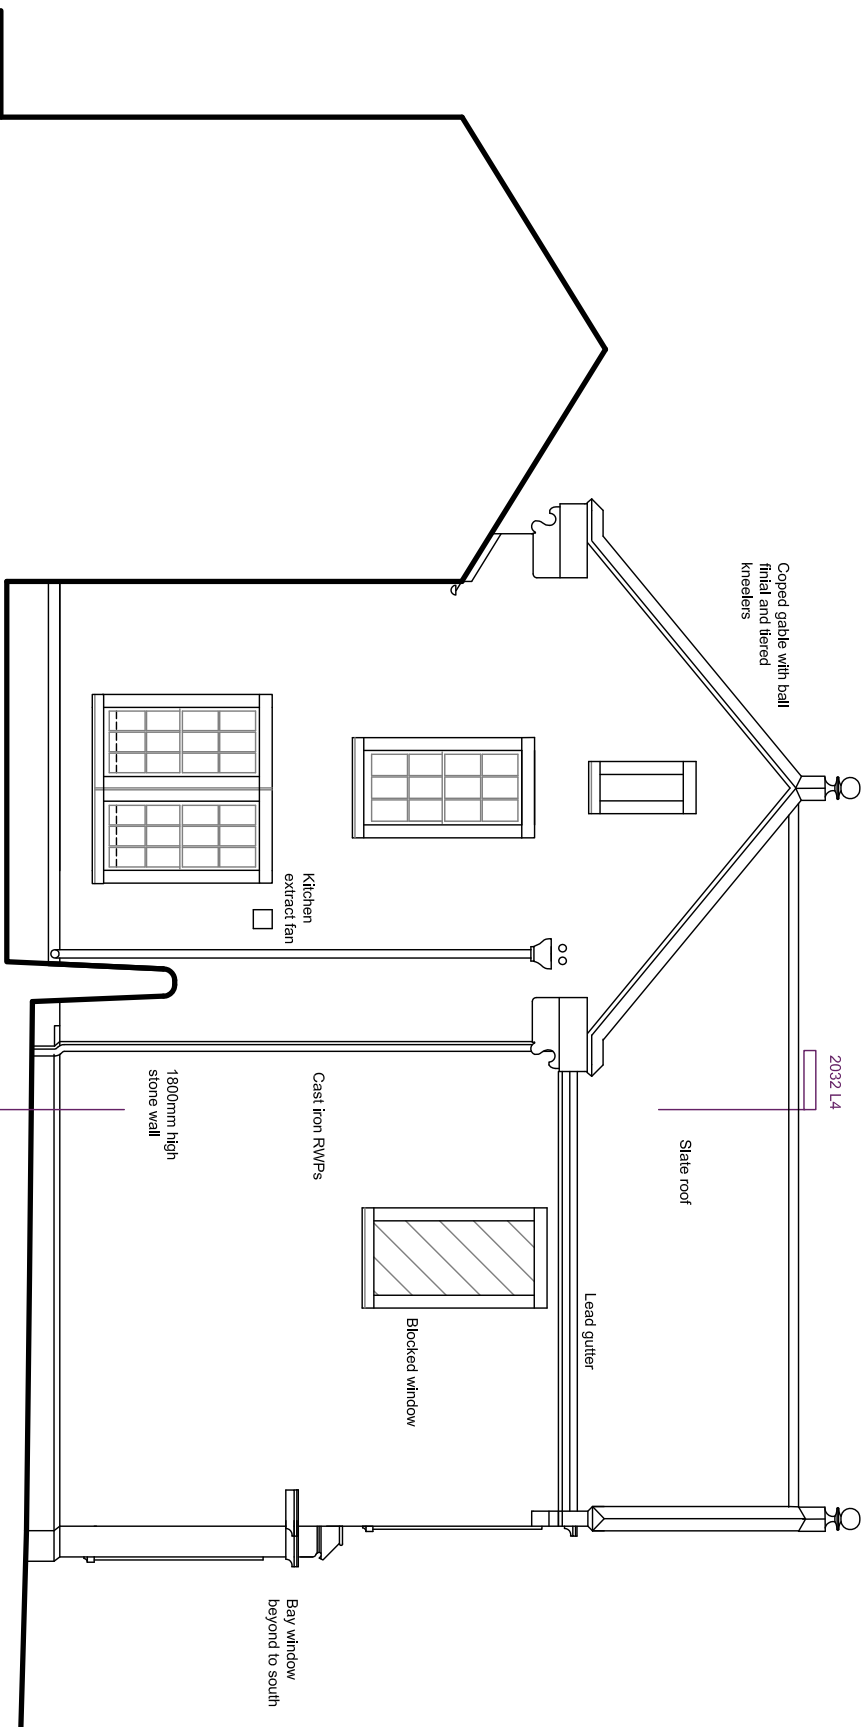 Coped gable with ball
finial and tiered
kneelers
2032 L4
Slate roof
Lead gutter
Kitchen
extract fan
Cast iron RWPs
Blocked window
1800mm high
stone wall
Bay window
beyond to south